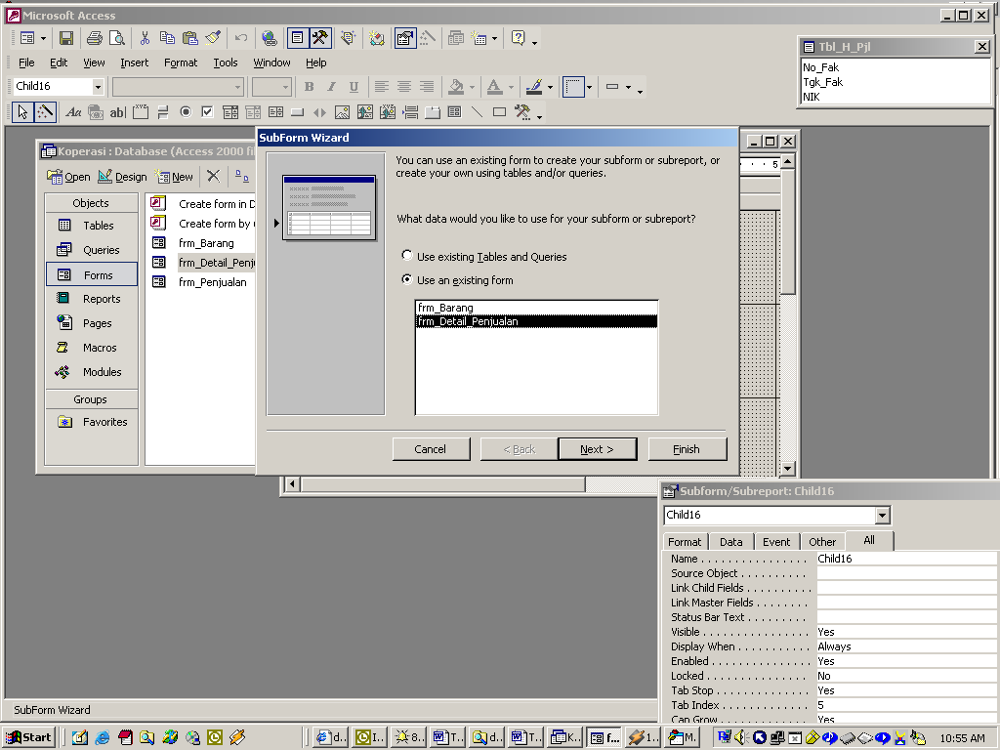 Microsoft Access
File Edit View Insert Format Tools Window Help
Child16
B I U
Aa ab|
Tbl_H_Pjl
No_Fak
Tgk_Fak
NIK
Koperasi : Database (Access 2000 fil
Open Design New
Objects
Tables
Queries
Forms
Reports
Pages
Macros
Modules
Groups
Favorites
Create form in D
Create form by
frm_Barang
frm_Detail_Penju
frm_Penjualan
5
SubForm Wizard
You can use an existing form to create your subform or subreport, or
create your own using tables and/or queries.
What data would you like to use for your subform or subreport?
Use existing Tables and Queries
Use an existing form
frm_Barang
frm_Detail_Penjualan
Cancel < Back Next > Finish
Subform/Subreport: Child16
Child16
Format Data Event Other All
Name . . . . . . . . . . . . . . . . Child16
Source Object . . . . . . . . . .
Link Child Fields . . . . . . . . . .
Link Master Fields . . . . . . . .
Status Bar Text . . . . . . . . .
Visible . . . . . . . . . . . . . . . . Yes
Display When . . . . . . . . . . . Always
Enabled . . . . . . . . . . . . . . . Yes
Locked . . . . . . . . . . . . . . . No
Tab Stop . . . . . . . . . . . . . . Yes
Tab Index . . . . . . . . . . . . . 5
Can Grow . . . . . . . . . . . . . Yes
SubForm Wizard
Start d.. I.. 8.. T.. d.. T.. K.. f... 1.. M. 10:55 AM